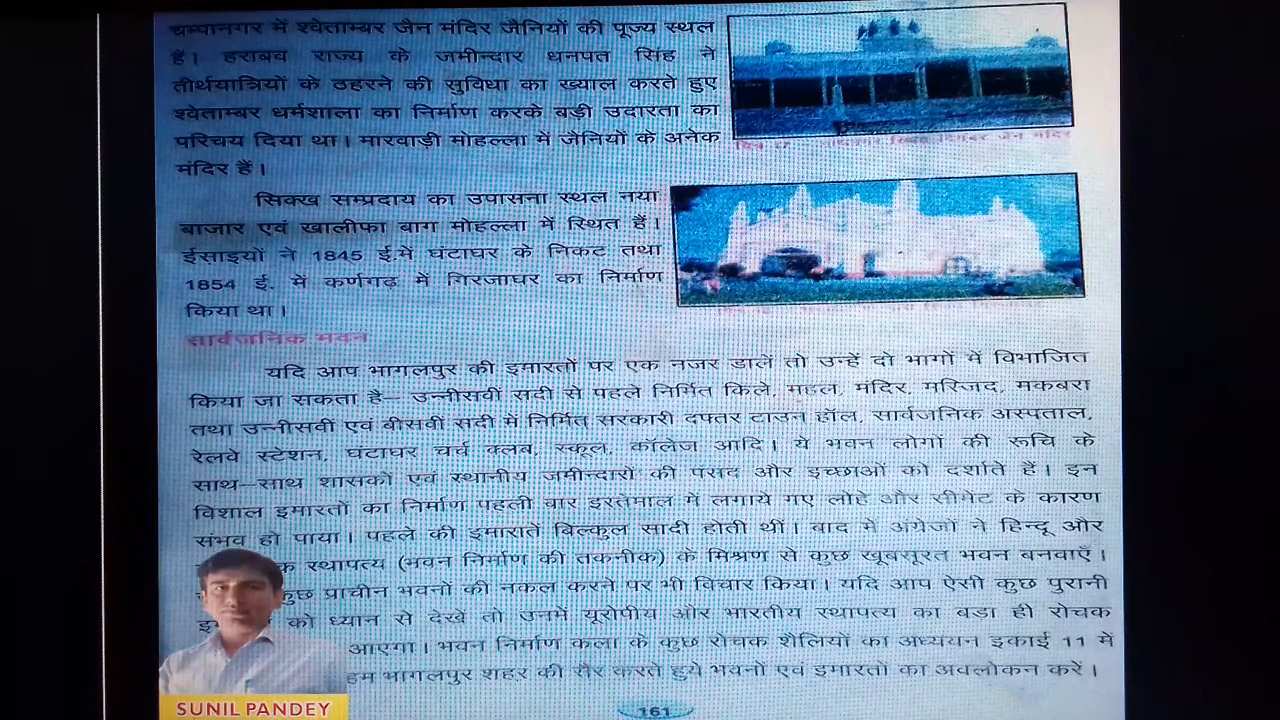 चम्पानगर में श्वेताम्बर जैन मंदिर जैनियों की पूज्य स्थल
है। हराबव राज्य के जमीन्दार धनपत सिंह ने
तीर्थयात्रियों के ठहरने की सुविधा का ख्याल करते हुए
श्वेताम्बर धर्मशाला का निर्माण करके बड़ी उदारता का
परिचय दिया था। मारवाड़ी मोहल्ला में जैनियों के अनेक
मंदिर हैं।
जैन मंदिर
सिक्ख सम्प्रदाय का उपासना स्थल नया
बाजार एवं खालीफा बाग मोहल्ला में स्थित हैं।
ईसाइयों ने 1845 ई.में घंटाघर के निकट तथा
1854 ई. में कर्णगढ़ में गिरजाघर का निर्माण
किया था।
सार्वजनिक भवन
यदि आप भागलपुर की इमारतों पर एक नजर डालें तो उन्हें दो भागों में विभाजित
किया जा सकता है– उन्नीसवीं सदी से पहले निर्मित किले, महल, मंदिर, मस्जिद, मकबरा
तथा उन्नीसवीं एवं बीसवीं सदी में निर्मित सरकारी दफ्तर टाउन हॉल, सार्वजनिक अस्पताल,
रेलवे स्टेशन, घंटाघर चर्च क्लब, स्कूल, कॉलेज आदि। ये भवन लोगों की रूचि के
साथ–साथ शासकों एवं स्थानीय जमीन्दारों की पसंद और इच्छाओं को दर्शाते हैं। इन
विशाल इमारतों का निर्माण पहली बार इस्तेमाल में लगाये गए लोहे और सीमेंट के कारण
संभव हो पाया। पहले की इमारातें बिल्कुल सादी होती थीं। बाद में अंग्रेजों ने हिन्दू और
स्थापत्य (भवन निर्माण की तकनीक) के मिश्रण से कुछ खूबसूरत भवन बनवाएँ।
कुछ प्राचीन भवनों की नकल करने पर भी विचार किया। यदि आप ऐसी कुछ पुरानी
को ध्यान से देखें तो उनमें यूरोपीय और भारतीय स्थापत्य का बड़ा ही रोचक
आएगा। भवन निर्माण कला के कुछ रोचक शैलियों का अध्ययन इकाई 11 में
हम भागलपुर शहर की सैर करते हुये भवनों एवं इमारतों का अवलोकन करें।
SUNIL PANDEY
161